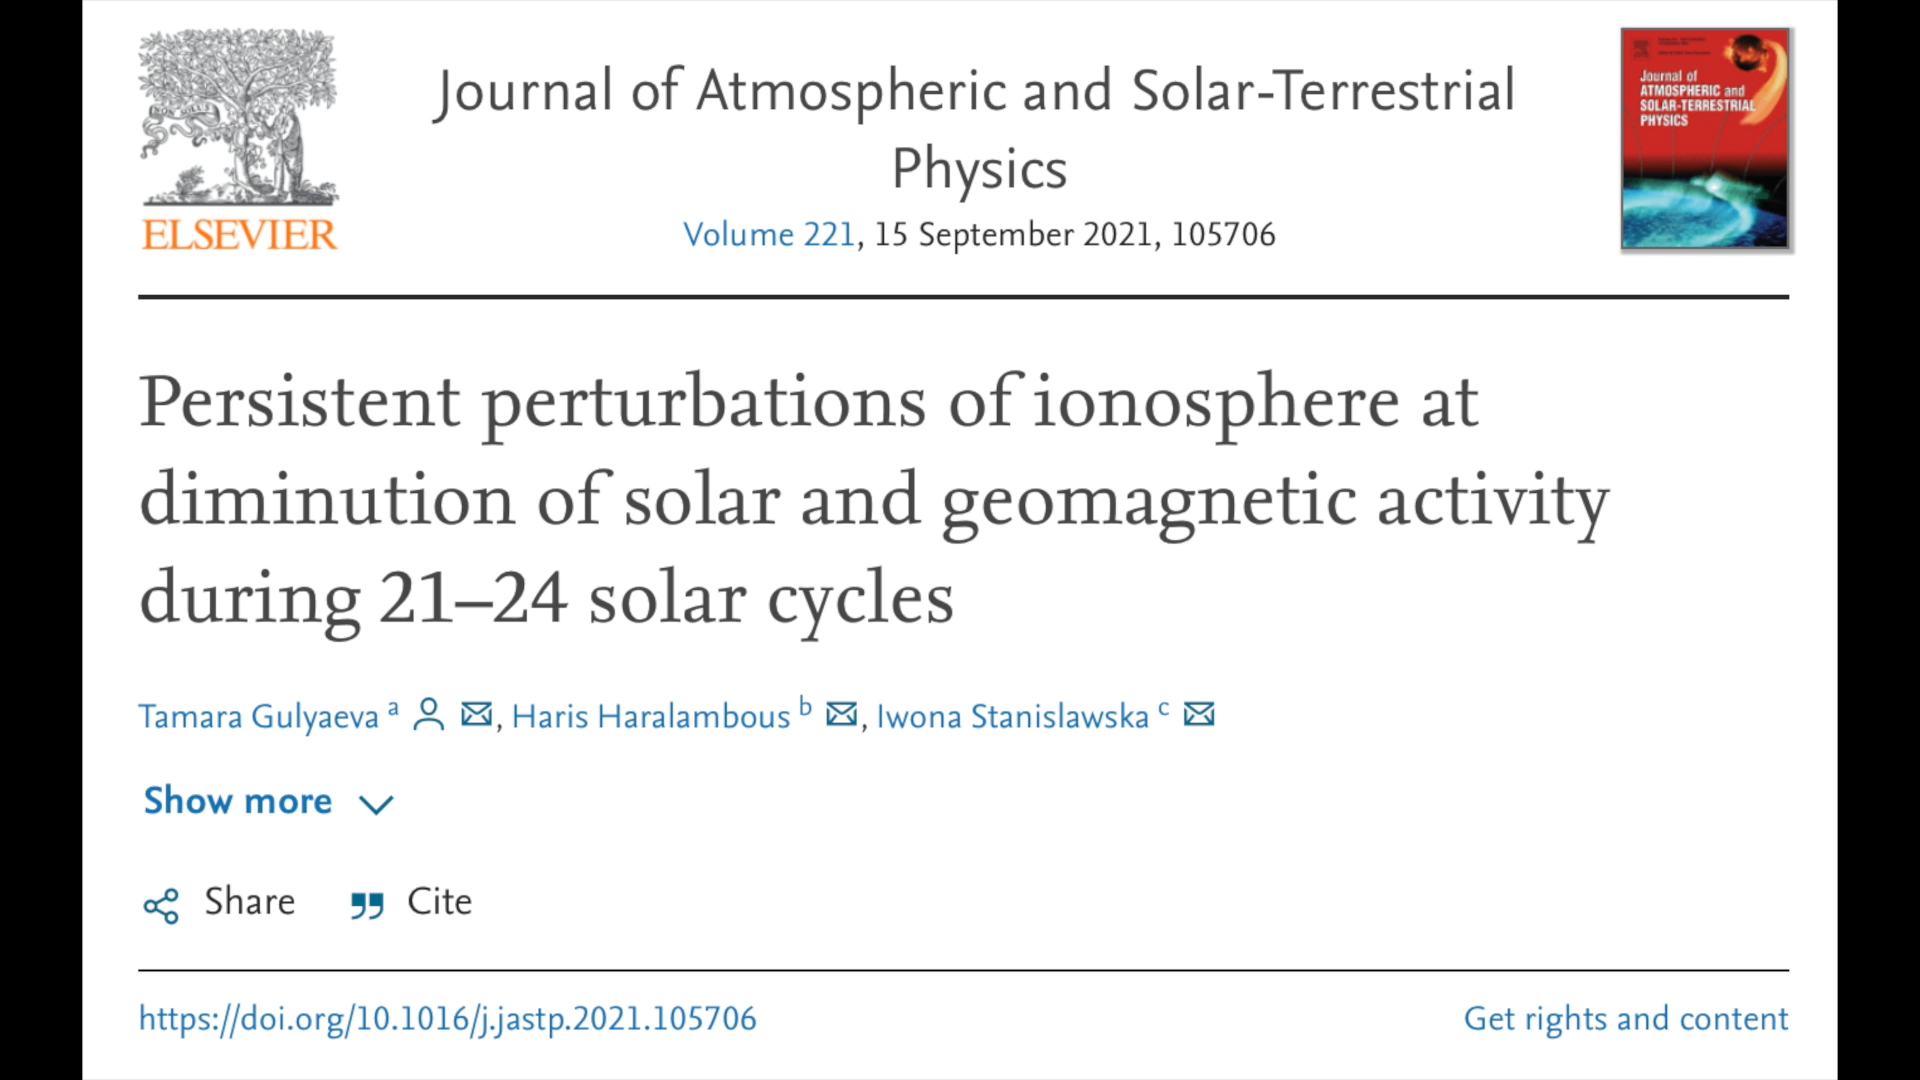 ELSEVIER
Journal of Atmospheric and Solar-Terrestrial
Physics
Volume 221, 15 September 2021, 105706
Journal of
ATMOSPHERIC and
SOLAR-TERRESTRIAL
PHYSICS
Persistent perturbations of ionosphere at
diminution of solar and geomagnetic activity
during 21–24 solar cycles
Tamara Gulyaeva a, Haris Haralambous b, Iwona Stanislawska c
Show more
Share Cite
https://doi.org/10.1016/j.jastp.2021.105706 Get rights and content